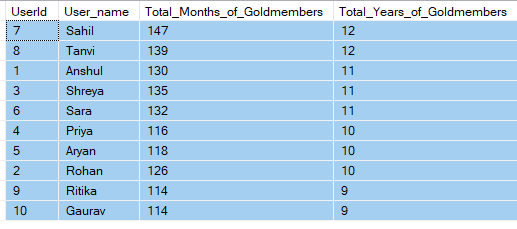 UserId User_name Total_Months_of_Goldmembers Total_Years_of_Goldmembers
7 Sahil 147 12
8 Tanvi 139 12
1 Anshul 130 11
3 Shreya 135 11
6 Sara 132 11
4 Priya 116 10
5 Aryan 118 10
2 Rohan 126 10
9 Ritika 114 9
10 Gaurav 114 9